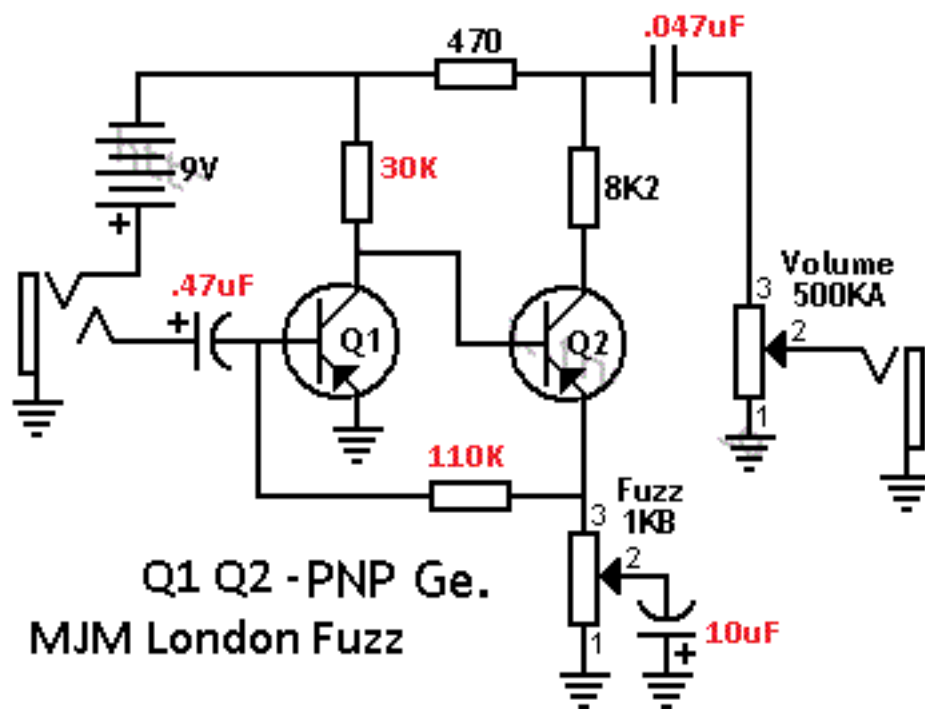 470
.047uF
9V
+
30K
8K2
.47uF
+
Q1
Q2
Volume
500KA
3
2
1
110K
Fuzz
1KB
3
2
1
10uF
+
Q1 Q2 - PNP Ge.
MJM London Fuzz